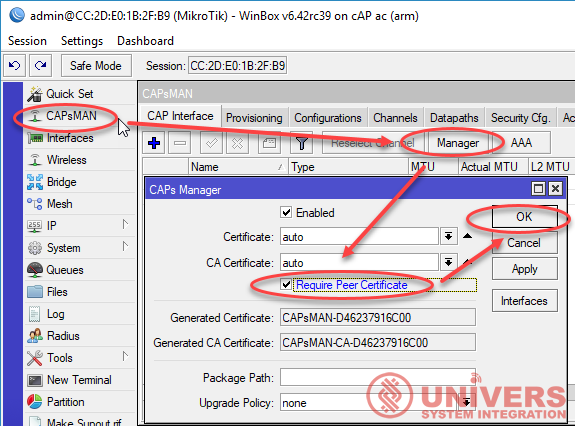 admin@CC:2D:E0:1B:2F:B9 (MikroTik) - WinBox v6.42rc39 on cAP ac (arm)
Session Settings Dashboard
Safe Mode Session: CC:2D:E0:1B:2F:B9
Quick Set
CAPsMAN
Interfaces
Wireless
Bridge
Mesh
IP
System
Queues
Files
Log
Radius
Tools
New Terminal
Partition
Make Supout.rif
CAPsMAN
CAP Interface Provisioning Configurations Channels Datapaths Security Cfg. Ac
Reselect Channel Manager AAA
Name Type MTU Actual MTU L2 MTU
CAPs Manager
Enabled
Certificate: auto
CA Certificate: auto
Require Peer Certificate
Generated Certificate: CAPsMAN-D46237916C00
Generated CA Certificate: CAPsMAN-CA-D46237916C00
Package Path:
Upgrade Policy: none
OK
Cancel
Apply
Interfaces
UNIVERS
SYSTEM INTEGRATION